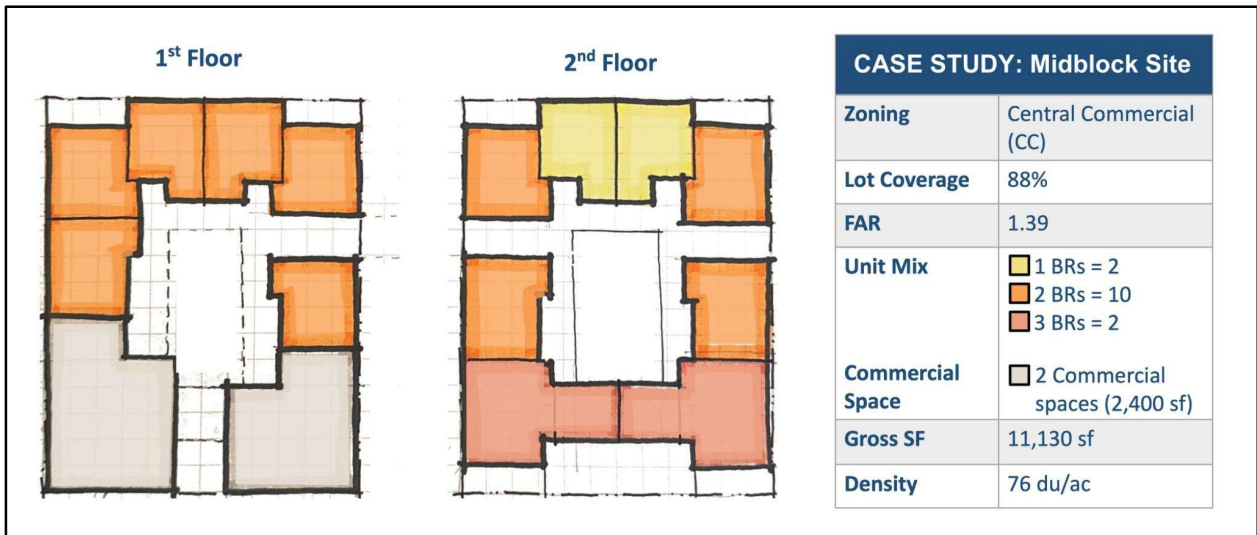 1st Floor
2nd Floor
CASE STUDY: Midblock Site
Zoning
Central Commercial
(CC)
Lot Coverage
88%
FAR
1.39
Unit Mix
1 BRs = 2
2 BRs = 10
3 BRs = 2
Commercial
Space
2 Commercial
spaces (2,400 sf)
Gross SF
11,130 sf
Density
76 du/ac